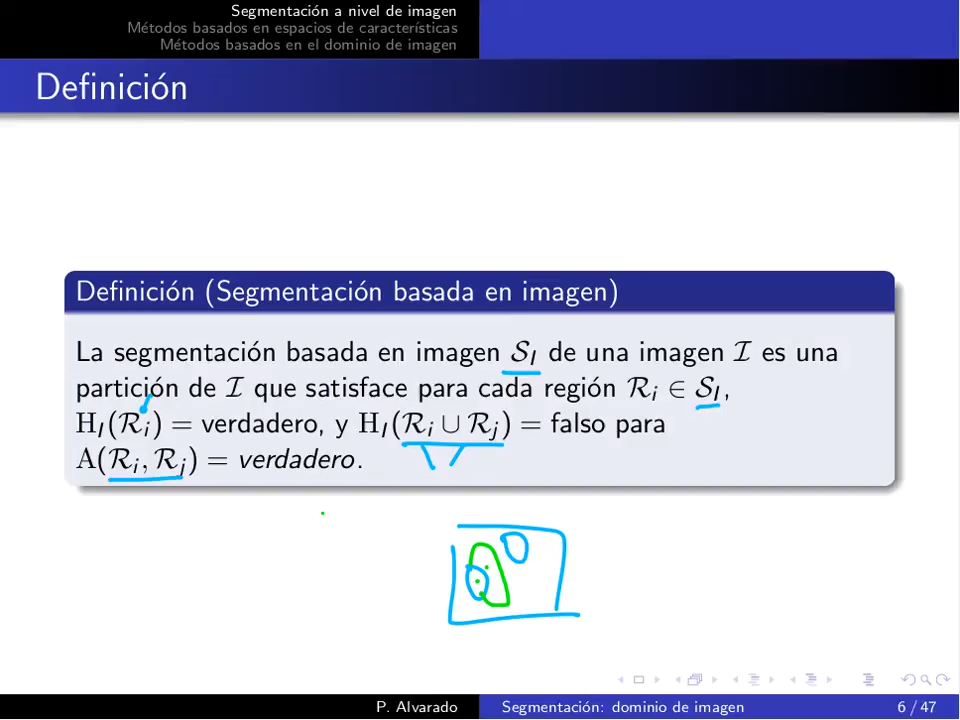 Segmentación a nivel de imagen
Métodos basados en espacios de características
Métodos basados en el dominio de imagen
Definición
Definición (Segmentación basada en imagen)
La segmentación basada en imagen 𝒮_I de una imagen ℐ es una
partición de ℐ que satisface para cada región ℛ_i ∈ 𝒮_I,
H_I(ℛ_i) = verdadero, y H_I(ℛ_i ∪ ℛ_j) = falso para
A(ℛ_i, ℛ_j) = verdadero.
P. Alvarado
Segmentación: dominio de imagen
6 / 47